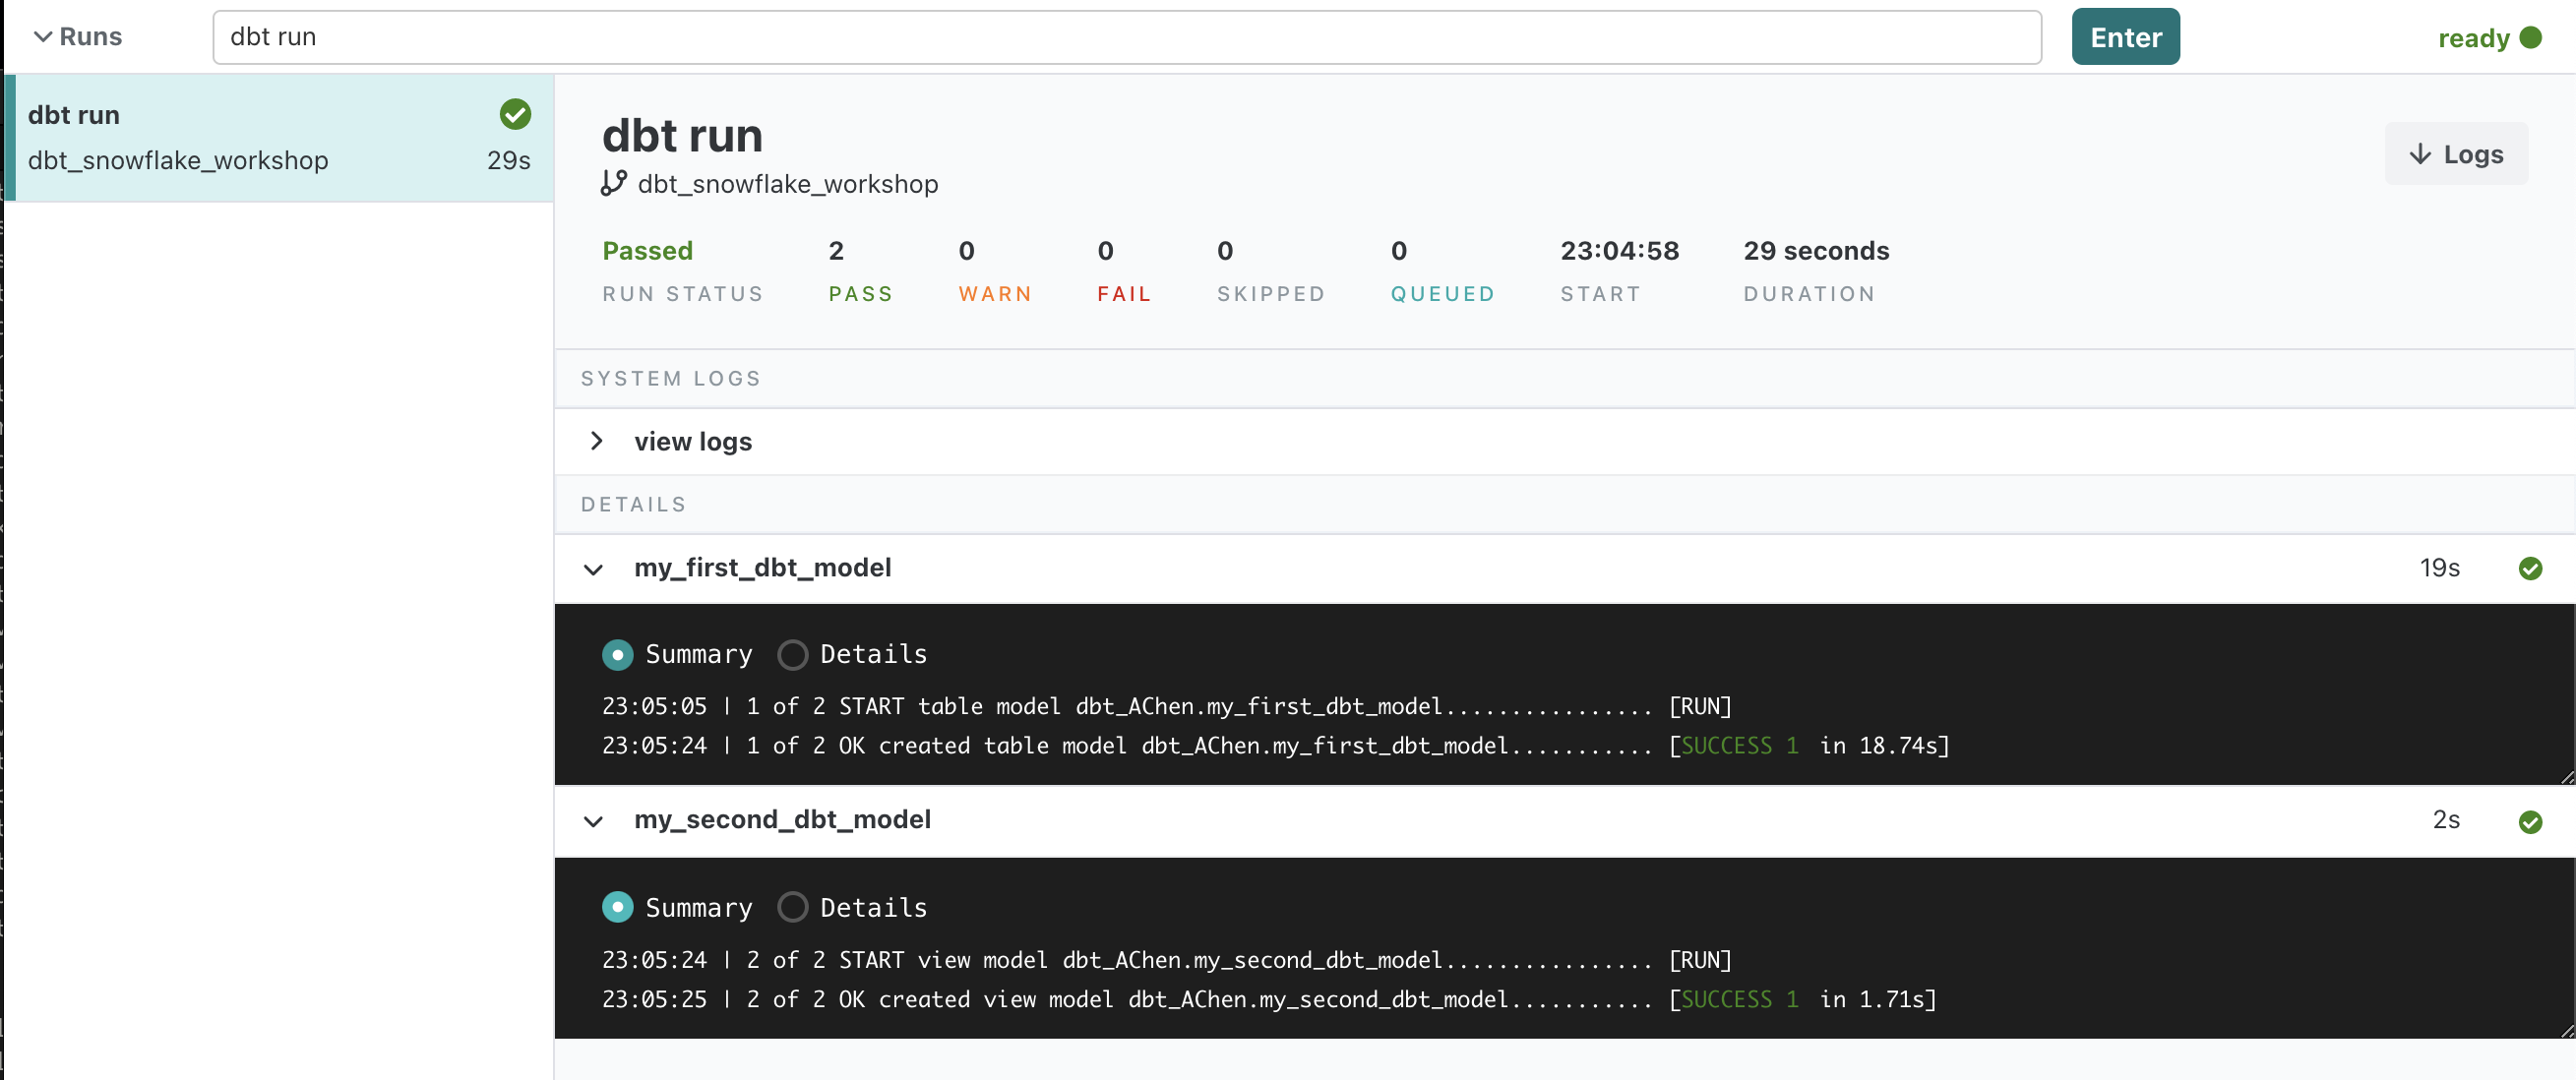 Runs
dbt run
Enter
ready
dbt run
dbt_snowflake_workshop 29s
dbt run
dbt_snowflake_workshop
Logs
Passed 2 0 0 0 0 23:04:58 29 seconds
RUN STATUS PASS WARN FAIL SKIPPED QUEUED START DURATION
SYSTEM LOGS
view logs
DETAILS
my_first_dbt_model 19s
Summary Details
23:05:05 | 1 of 2 START table model dbt_AChen.my_first_dbt_model................ [RUN]
23:05:24 | 1 of 2 OK created table model dbt_AChen.my_first_dbt_model........... [SUCCESS 1 in 18.74s]
my_second_dbt_model 2s
Summary Details
23:05:24 | 2 of 2 START view model dbt_AChen.my_second_dbt_model................ [RUN]
23:05:25 | 2 of 2 OK created view model dbt_AChen.my_second_dbt_model........... [SUCCESS 1 in 1.71s]